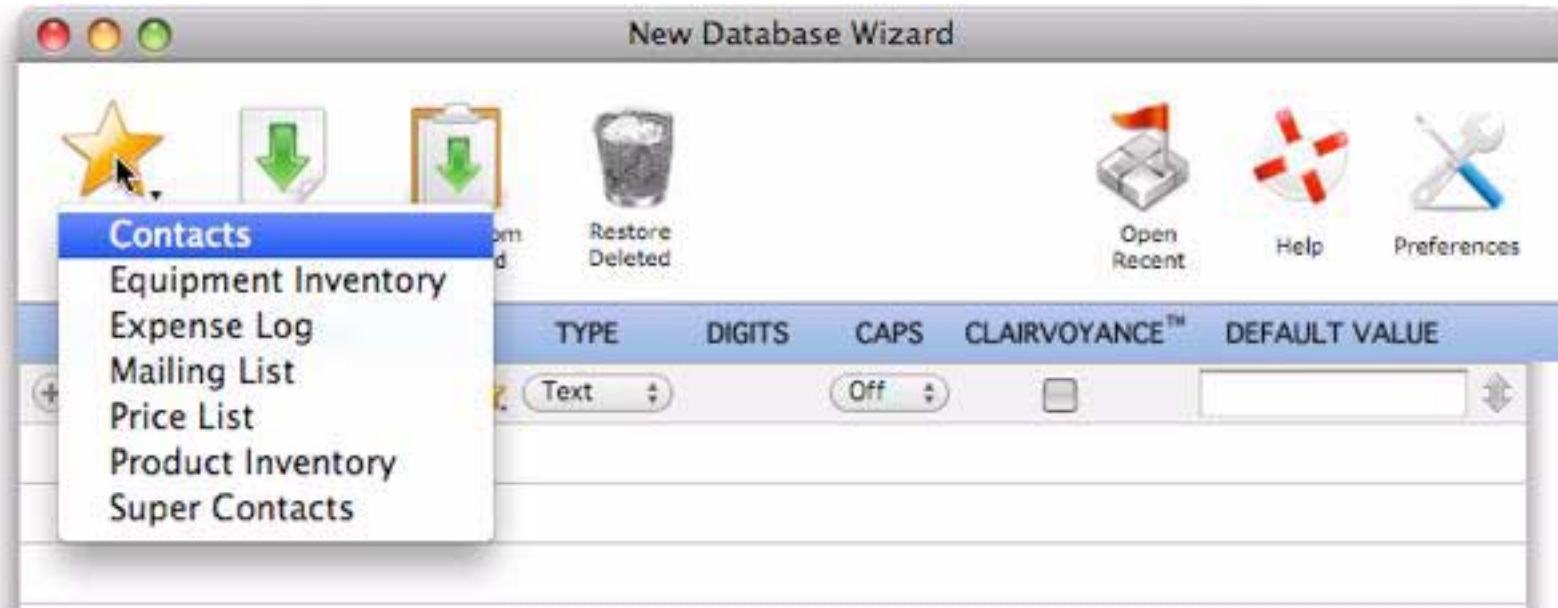 New Database Wizard
om
d
Restore
Deleted
Open
Recent
Help
Preferences
Contacts
Equipment Inventory
Expense Log
Mailing List
Price List
Product Inventory
Super Contacts
TYPE DIGITS CAPS CLAIRVOYANCE™ DEFAULT VALUE
Text Off